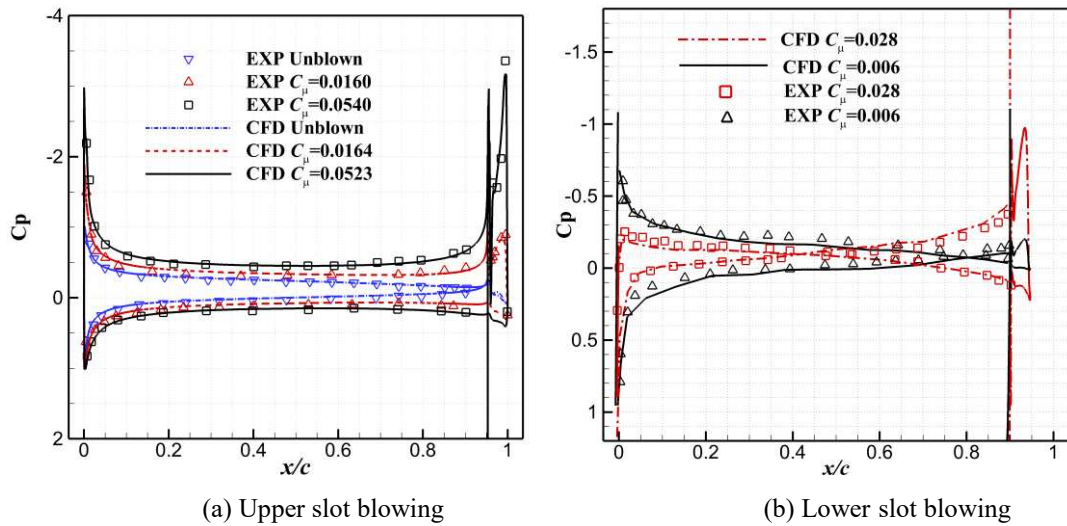 -4
-2
0
2
Cp
EXP Unblown
EXP Cμ=0.0160
EXP Cμ=0.0540
CFD Unblown
CFD Cμ=0.0164
CFD Cμ=0.0523
0 0.2 0.4 0.6 0.8 1
x/c
(a) Upper slot blowing
-1.5
-1
-0.5
0
0.5
1
Cp
CFD Cμ=0.028
CFD Cμ=0.006
EXP Cμ=0.028
EXP Cμ=0.006
0 0.2 0.4 0.6 0.8 1
x/c
(b) Lower slot blowing